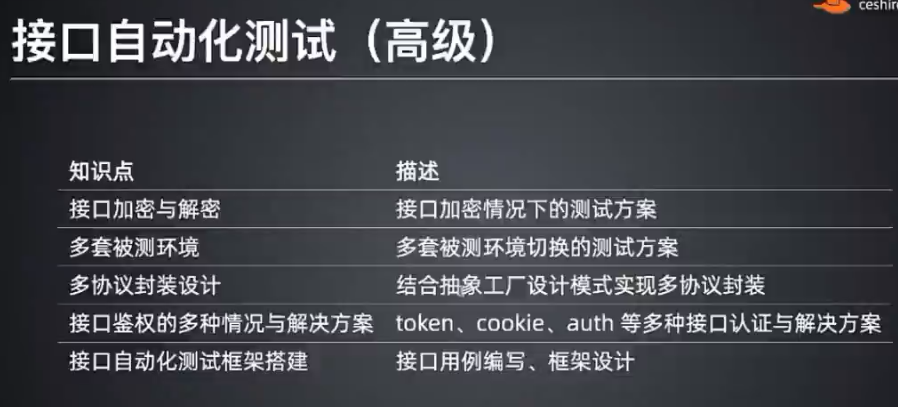 接口自动化测试（高级）
知识点 描述
接口加密与解密 接口加密情况下的测试方案
多套被测环境 多套被测环境切换的测试方案
多协议封装设计 结合抽象工厂设计模式实现多协议封装
接口鉴权的多种情况与解决方案 token、cookie、auth 等多种接口认证与解决方案
接口自动化测试框架搭建 接口用例编写、框架设计